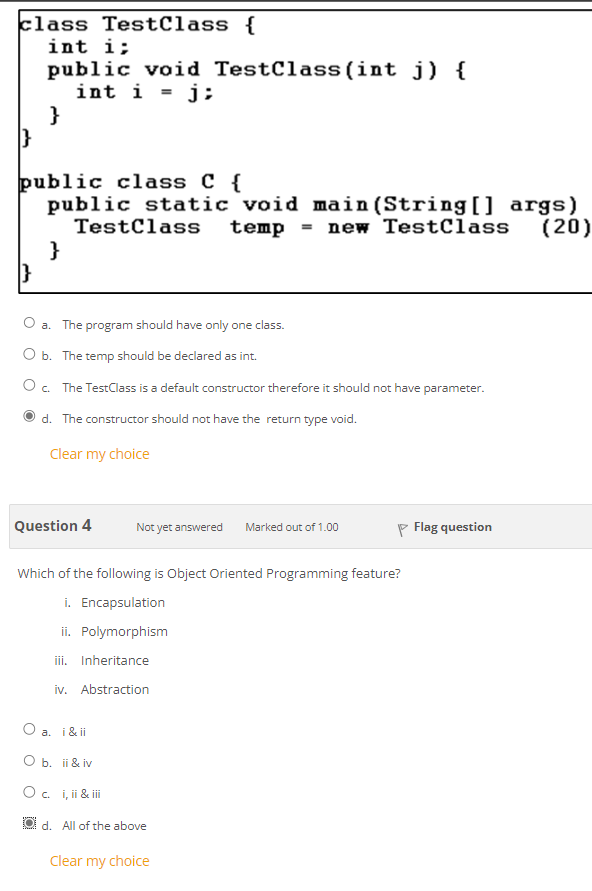 class TestClass {
int i;
public void TestClass(int j) {
int i = j;
}
}
public class C {
public static void main(String[] args)
TestClass temp = new TestClass (20)
}
}
a. The program should have only one class.
b. The temp should be declared as int.
c. The TestClass is a default constructor therefore it should not have parameter.
d. The constructor should not have the return type void.
Clear my choice
Question 4 Not yet answered Marked out of 1.00 Flag question
Which of the following is Object Oriented Programming feature?
i. Encapsulation
ii. Polymorphism
iii. Inheritance
iv. Abstraction
a. i & ii
b. ii & iv
c. i, ii & iii
d. All of the above
Clear my choice